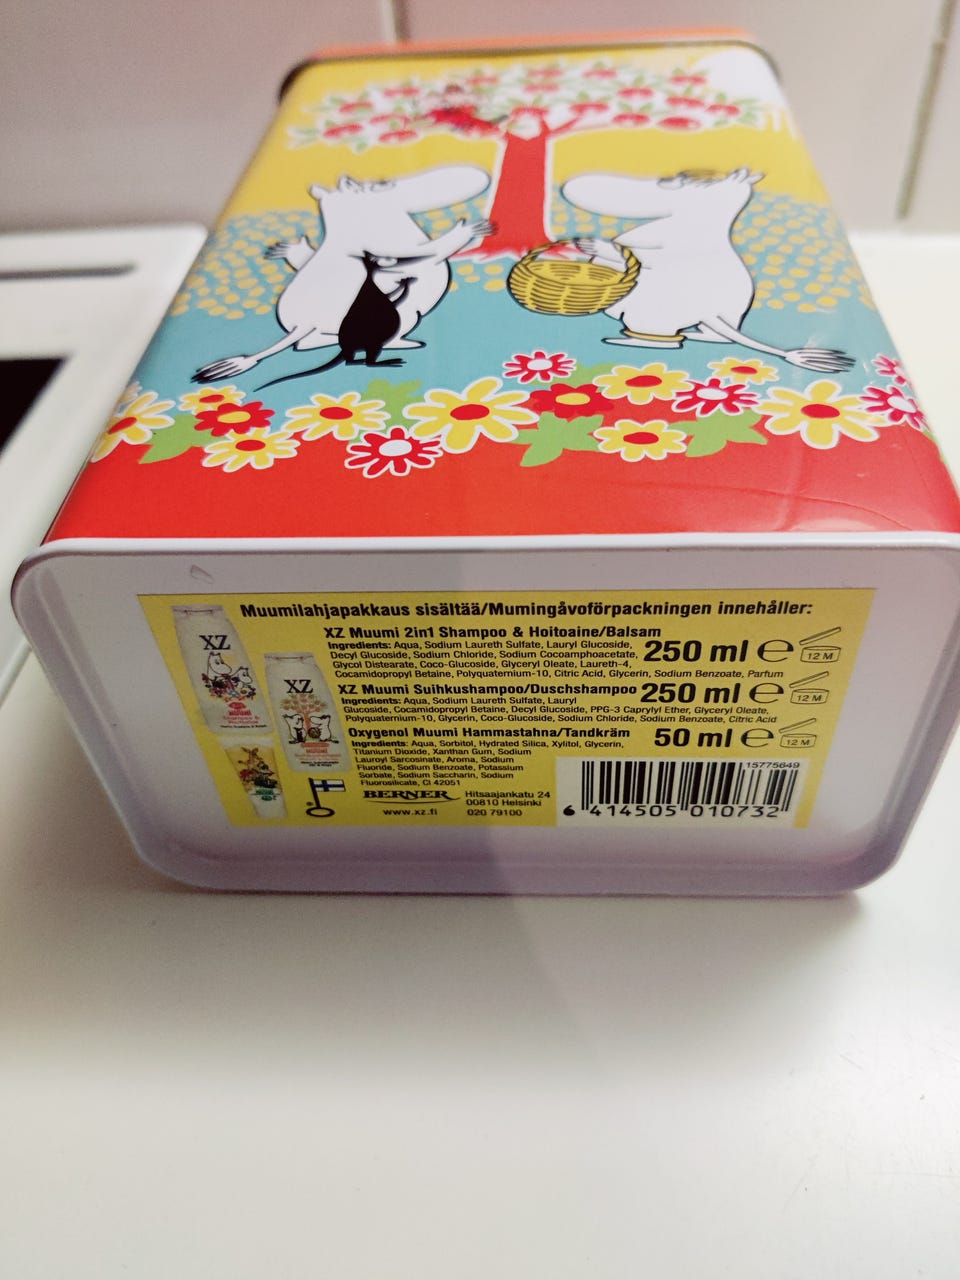 Muumilahjapakkaus sisältää/Mumingåvoförpackningen innehåller:
XZ
XZ Muumi 2in1 Shampoo & Hoitoaine/Balsam
Ingredients: Aqua, Sodium Laureth Sulfate, Lauryl Glucoside,
Decyl Glucoside, Sodium Chloride, Sodium Cocoamphoacetate,
Glycol Distearate, Coco-Glucoside, Glyceryl Oleate, Laureth-4,
Cocamidopropyl Betaine, Polyquaternium-10, Citric Acid, Glycerin, Sodium Benzoate, Parfum
250 ml ℮ 12 M
XZ
XZ Muumi Suihkushampoo/Duschshampoo
Ingredients: Aqua, Sodium Laureth Sulfate, Lauryl
Glucoside, Cocamidopropyl Betaine, Decyl Glucoside, PPG-3 Caprylyl Ether, Glyceryl Oleate,
Polyquaternium-10, Glycerin, Coco-Glucoside, Sodium Chloride, Sodium Benzoate, Citric Acid
250 ml ℮ 12 M
Oxygenol Muumi Hammastahna/Tandkräm
Ingredients: Aqua, Sorbitol, Hydrated Silica, Xylitol, Glycerin,
Titanium Dioxide, Xanthan Gum, Sodium
Lauroyl Sarcosinate, Aroma, Sodium
Fluoride, Sodium Benzoate, Potassium
Sorbate, Sodium Saccharin, Sodium
Fluorosilicate, CI 42051
50 ml ℮ 12 M
BERNER
www.xz.fi
Hitsaajankatu 24
00810 Helsinki
020 79100
15775649
6 414505 010732